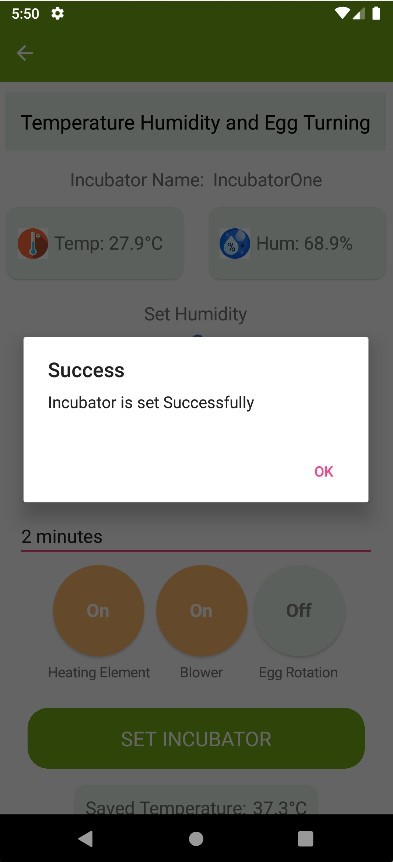 5:50
Temperature Humidity and Egg Turning
Incubator Name: IncubatorOne
Temp: 27.9°C
% Hum: 68.9%
Set Humidity
Success
Incubator is set Successfully
OK
2 minutes
On On Off
Heating Element Blower Egg Rotation
SET INCUBATOR
Saved Temperature: 37.3°C